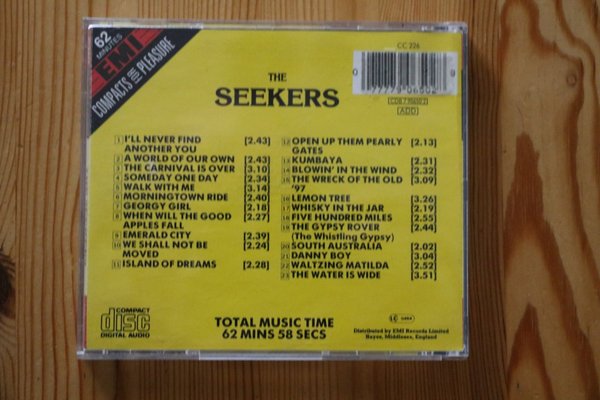 62
MINUTES
EMI
COMPACTS FOR PLEASURE
CC 226
0 77779 06502 9
CDB 7 90650 2
ADD
THE
SEEKERS
1 I'LL NEVER FIND [2.43]
ANOTHER YOU
2 A WORLD OF OUR OWN [2.43]
3 THE CARNIVAL IS OVER 3.10]
4 SOMEDAY ONE DAY [2.34]
5 WALK WITH ME 3.14]
6 MORNINGTOWN RIDE 2.40]
7 GEORGY GIRL [2.18]
8 WHEN WILL THE GOOD [2.27]
APPLES FALL
9 EMERALD CITY [2.39]
10 WE SHALL NOT BE [2.24]
MOVED
11 ISLAND OF DREAMS [2.28]
12 OPEN UP THEM PEARLY [2.13]
GATES
13 KUMBAYA [2.31]
14 BLOWIN' IN THE WIND [2.32]
15 THE WRECK OF THE OLD [3.09]
'97
16 LEMON TREE [3.26]
17 WHISKY IN THE JAR [2.19]
18 FIVE HUNDRED MILES [2.55]
19 THE GYPSY ROVER [2.44]
(The Whistling Gypsy)
20 SOUTH AUSTRALIA [2.02]
21 DANNY BOY [3.04]
22 WALTZING MATILDA [2.52]
23 THE WATER IS WIDE [3.51]
COMPACT
disc
DIGITAL AUDIO
TOTAL MUSIC TIME
62 MINS 58 SECS
LC
Distributed by EMI Records Limited
Hayes, Middlesex, England